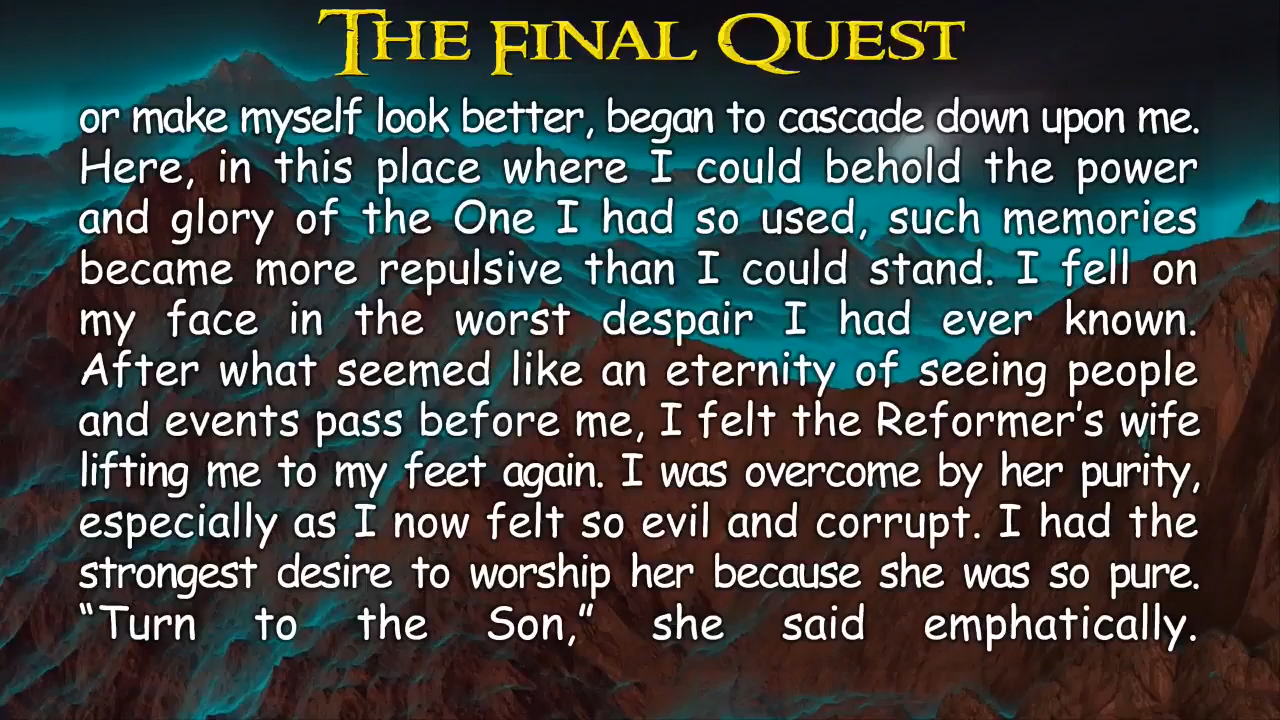 THE FINAL QUEST
or make myself look better, began to cascade down upon me.
Here, in this place where I could behold the power
and glory of the One I had so used, such memories
became more repulsive than I could stand. I fell on
my face in the worst despair I had ever known.
After what seemed like an eternity of seeing people
and events pass before me, I felt the Reformer's wife
lifting me to my feet again. I was overcome by her purity,
especially as I now felt so evil and corrupt. I had the
strongest desire to worship her because she was so pure.
“Turn to the Son,” she said emphatically.